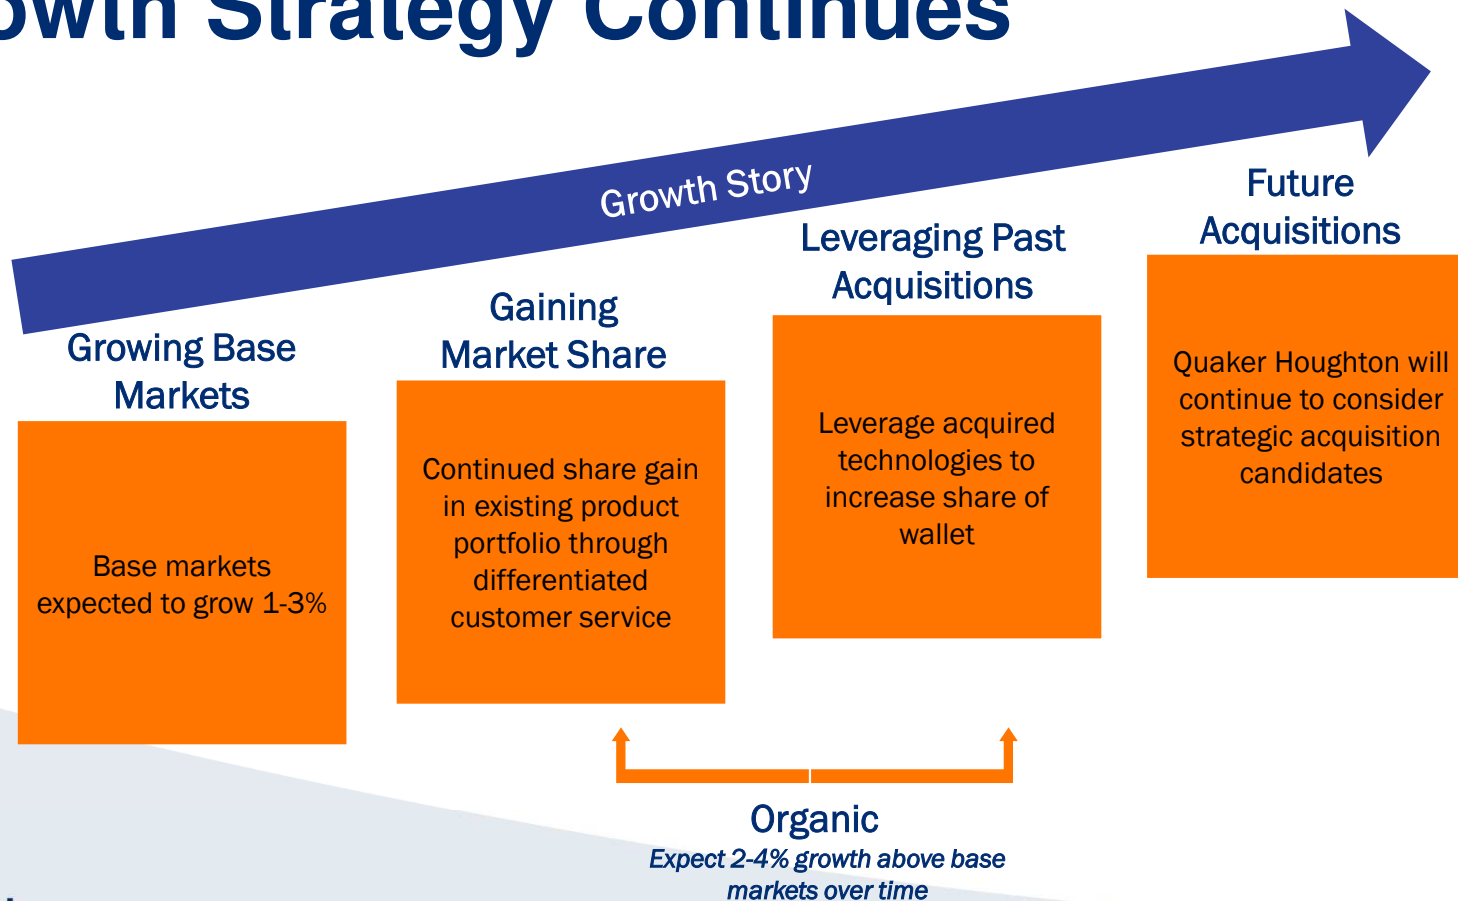 Strategy Continues
Growth Story
Growing Base
Markets
Base markets
expected to grow 1-3%
Gaining
Market Share
Continued share gain
in existing product
portfolio through
differentiated
customer service
Leveraging Past
Acquisitions
Leverage acquired
technologies to
increase share of
wallet
Future
Acquisitions
Quaker Houghton will
continue to consider
strategic acquisition
candidates
Organic
Expect 2-4% growth above base
markets over time